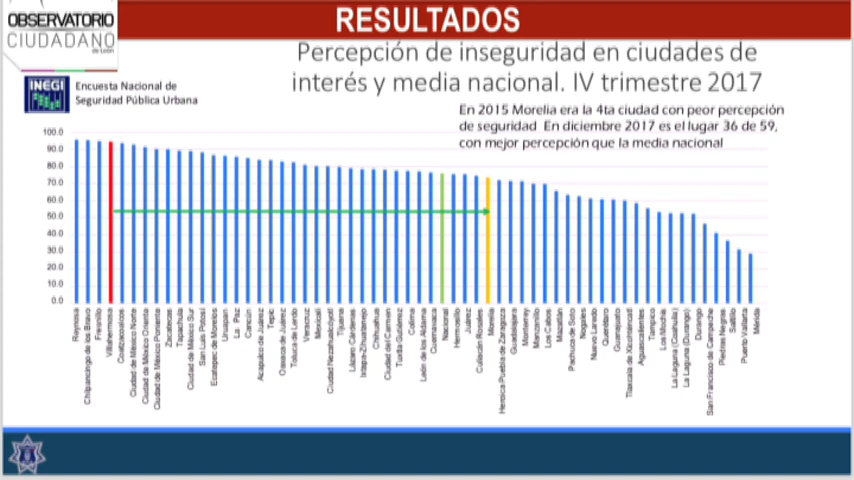 OBSERVATORIO
CIUDADANO
de León
RESULTADOS
Percepción de inseguridad en ciudades de
interés y media nacional. IV trimestre 2017
INEGI
Encuesta Nacional de
Seguridad Pública Urbana
En 2015 Morelia era la 4ta ciudad con peor percepción
de seguridad En diciembre 2017 es el lugar 36 de 59,
con mejor percepción que la media nacional
100.0
90.0
80.0
70.0
60.0
50.0
40.0
30.0
20.0
10.0
0.0
Reynosa
Chilpancingo de los Bravo
Fresnillo
Villahermosa
Coatzacoalcos
Ciudad de México Norte
Ciudad de México Oriente
Ciudad de México Poniente
Zacatecas
Tapachula
Ciudad de México Sur
San Luis Potosí
Ecatepec de Morelos
Uruapan
La Paz
Cancún
Acapulco de Juárez
Tepic
Oaxaca de Juárez
Toluca de Lerdo
Veracruz
Mexicali
Ciudad Nezahualcóyotl
Tijuana
Lázaro Cárdenas
Ixtapa-Zihuatanejo
Chihuahua
Ciudad del Carmen
Tuxtla Gutiérrez
Colima
León de los Aldama
Cuernavaca
Nacional
Hermosillo
Juárez
Culiacán Rosales
Morelia
Heroica Puebla de Zaragoza
Guadalajara
Monterrey
Manzanillo
Los Cabos
Mazatlán
Pachuca de Soto
Nogales
Nuevo Laredo
Querétaro
Guanajuato
Tlaxcala de Xicohténcatl
Aguascalientes
Tampico
Los Mochis
La Laguna (Coahuila)
La Laguna (Durango)
Durango
San Francisco de Campeche
Piedras Negras
Saltillo
Puerto Vallarta
Mérida